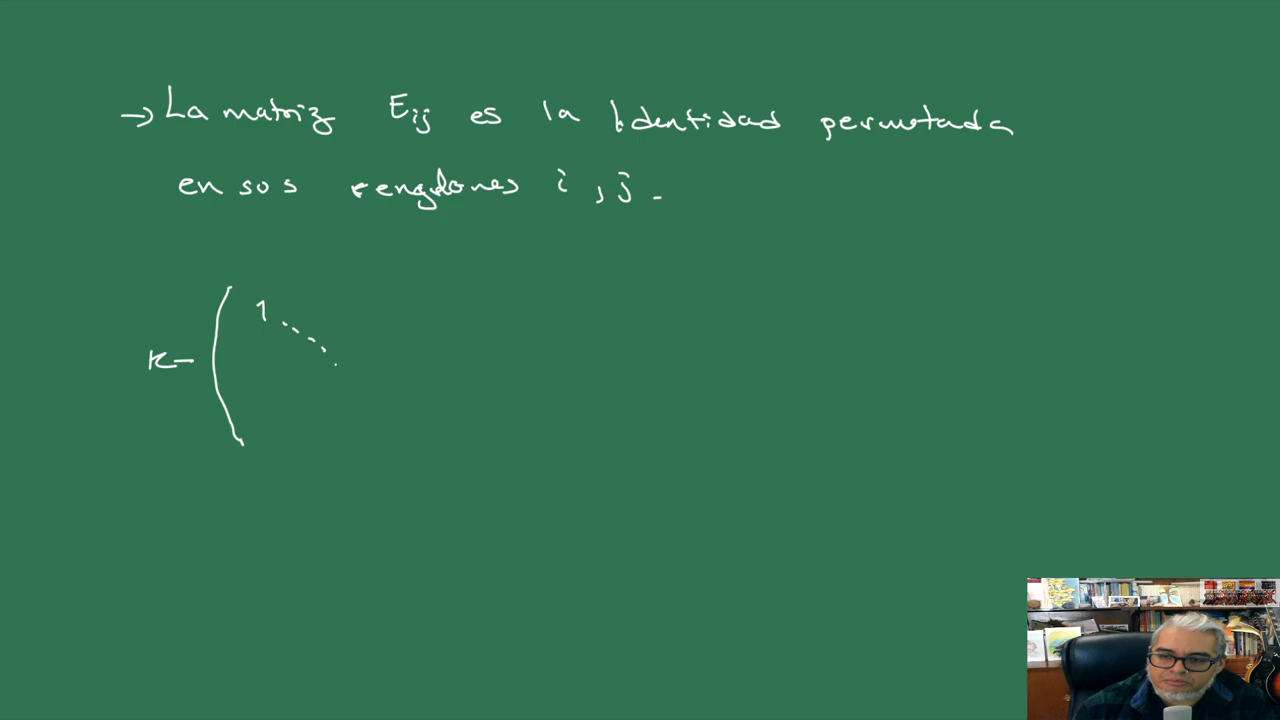 → La matriz Eij es la Identidad permutada
en sus renglones i , j .
1
K –